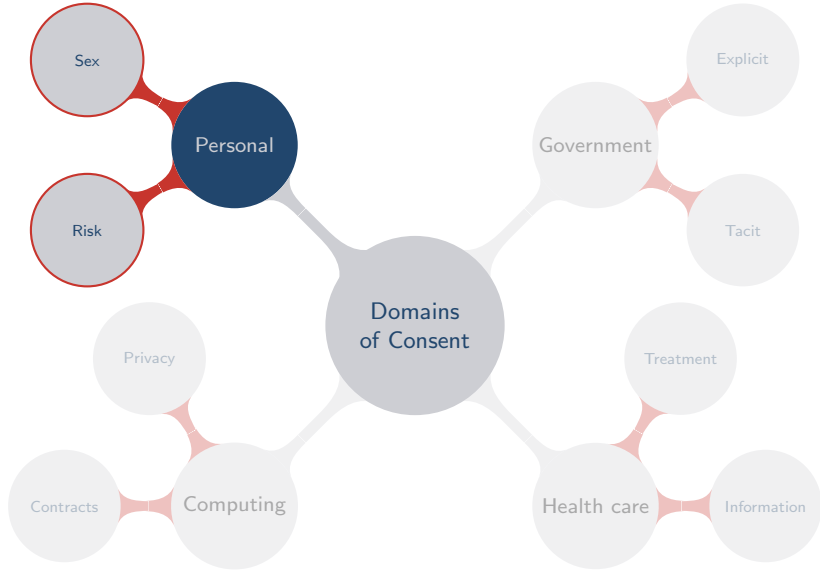 Sex
Personal
Risk
Government
Explicit
Tacit
Domains
of Consent
Privacy
Contracts
Computing
Treatment
Health care
Information